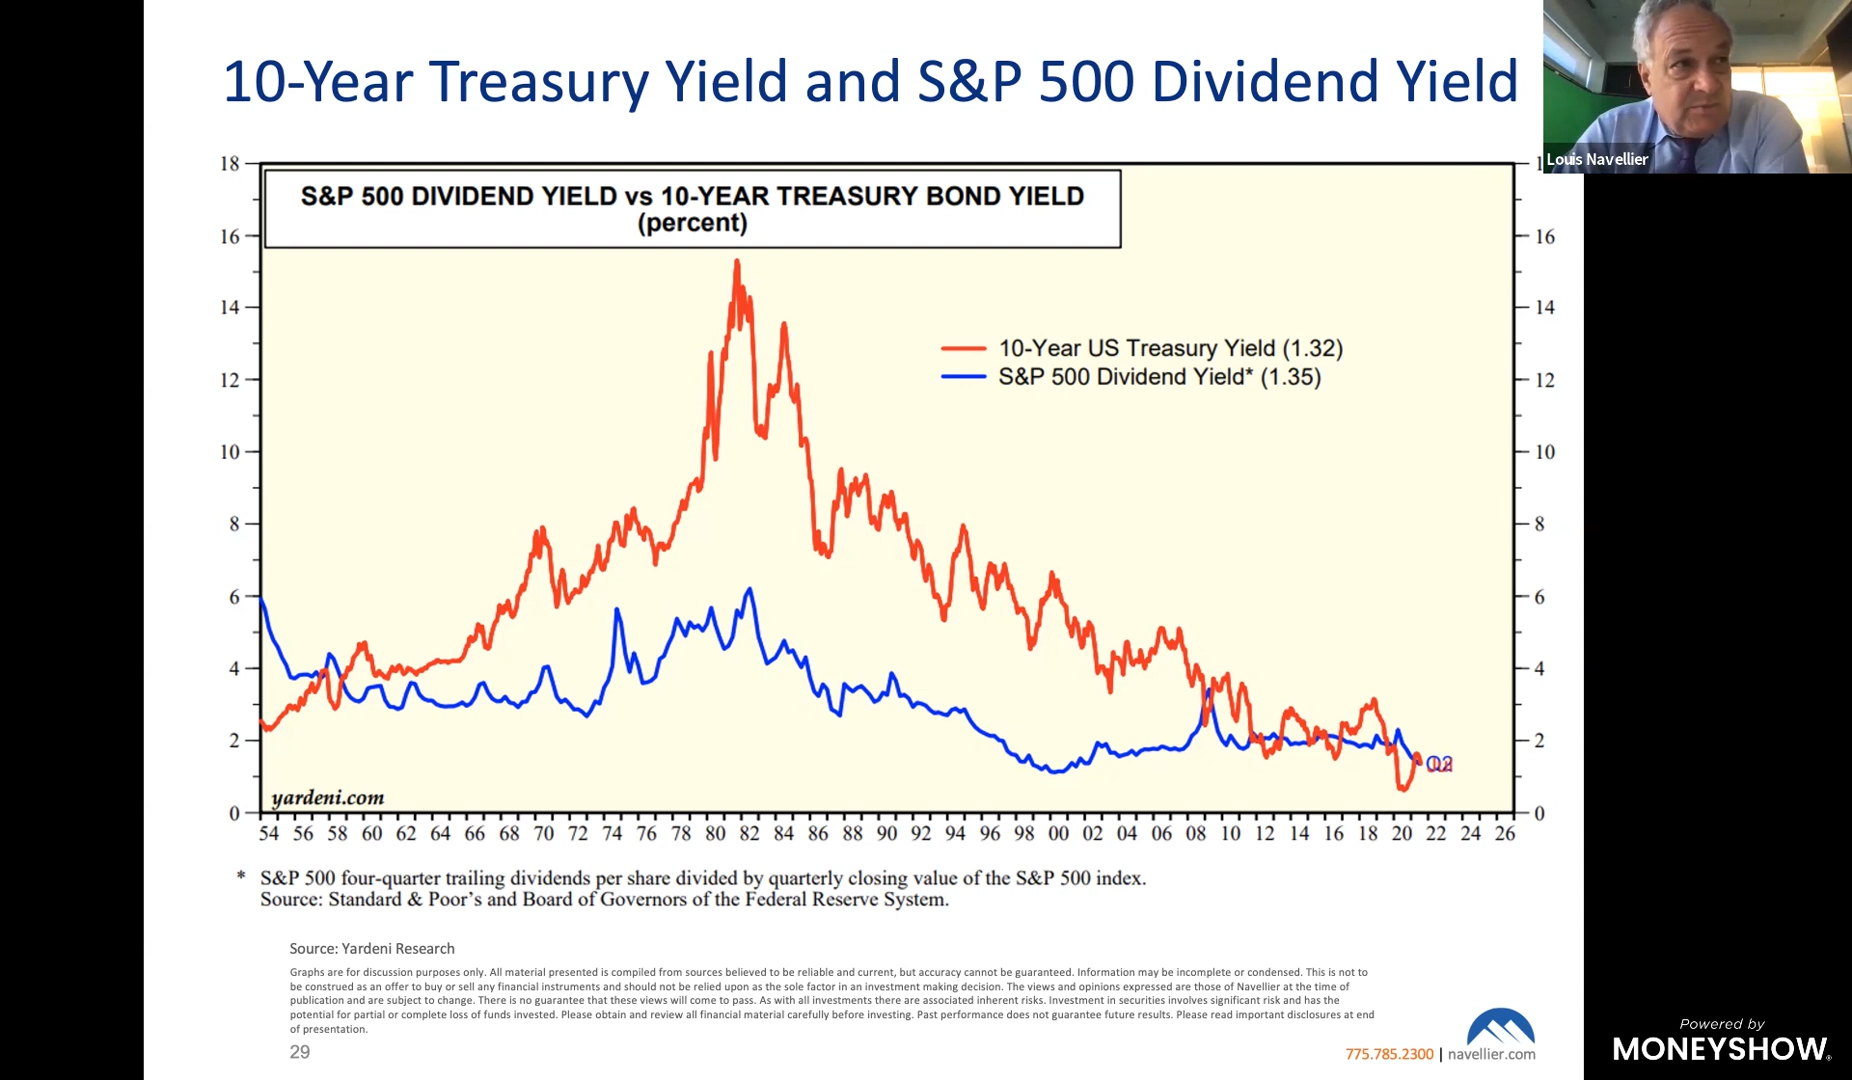 10-Year Treasury Yield and S&P 500 Dividend Yield
Louis Navellier
S&P 500 DIVIDEND YIELD vs 10-YEAR TREASURY BOND YIELD
(percent)
18
16 16
14 14
12 12
10 10
8 8
6 6
4 4
2 2
0 0
10-Year US Treasury Yield (1.32)
S&P 500 Dividend Yield* (1.35)
Q2
yardeni.com
54 56 58 60 62 64 66 68 70 72 74 76 78 80 82 84 86 88 90 92 94 96 98 00 02 04 06 08 10 12 14 16 18 20 22 24 26
* S&P 500 four-quarter trailing dividends per share divided by quarterly closing value of the S&P 500 index.
Source: Standard & Poor's and Board of Governors of the Federal Reserve System.
Source: Yardeni Research
Graphs are for discussion purposes only. All material presented is compiled from sources believed to be reliable and current, but accuracy cannot be guaranteed. Information may be incomplete or condensed. This is not to
be construed as an offer to buy or sell any financial instruments and should not be relied upon as the sole factor in an investment making decision. The views and opinions expressed are those of Navellier at the time of
publication and are subject to change. There is no guarantee that these views will come to pass. As with all investments there are associated inherent risks. Investment in securities involves significant risk and has the
potential for partial or complete loss of funds invested. Please obtain and review all financial material carefully before investing. Past performance does not guarantee future results. Please read important disclosures at end
of presentation.
29
775.785.2300 | navellier.com
Powered by
MONEYSHOW.